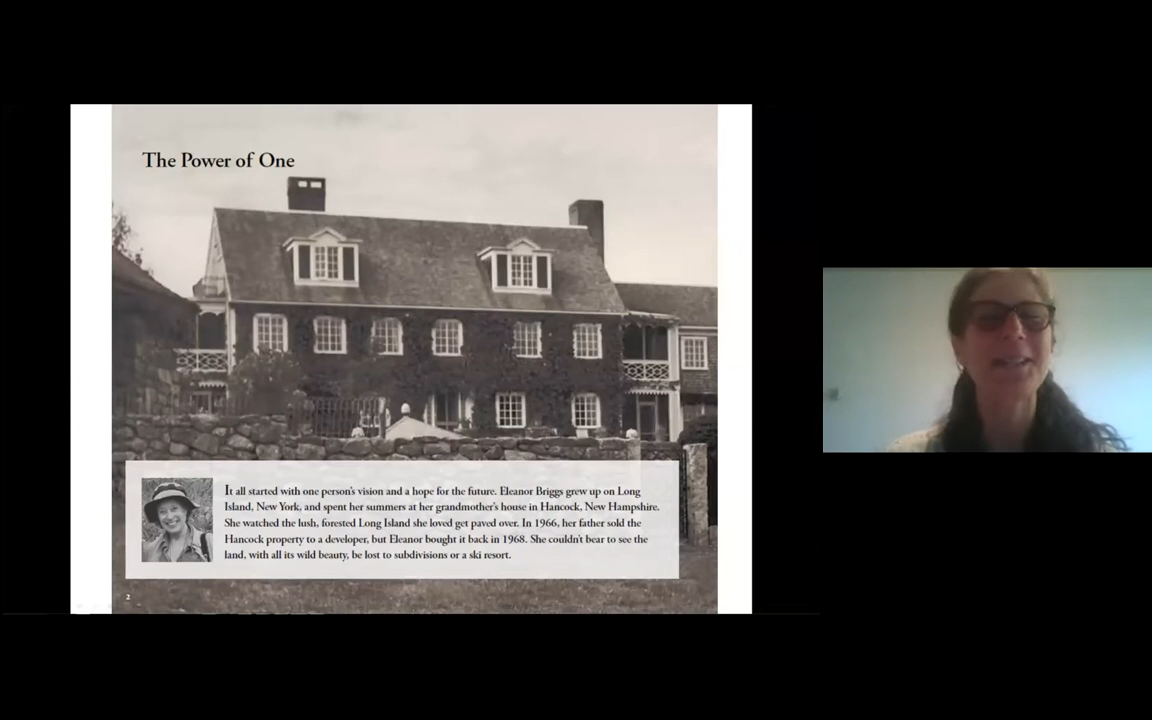 The Power of One
It all started with one person's vision and a hope for the future. Eleanor Briggs grew up on Long
Island, New York, and spent her summers at her grandmother's house in Hancock, New Hampshire.
She watched the lush, forested Long Island she loved get paved over. In 1966, her father sold the
Hancock property to a developer, but Eleanor bought it back in 1968. She couldn't bear to see the
land, with all its wild beauty, be lost to subdivisions or a ski resort.
2